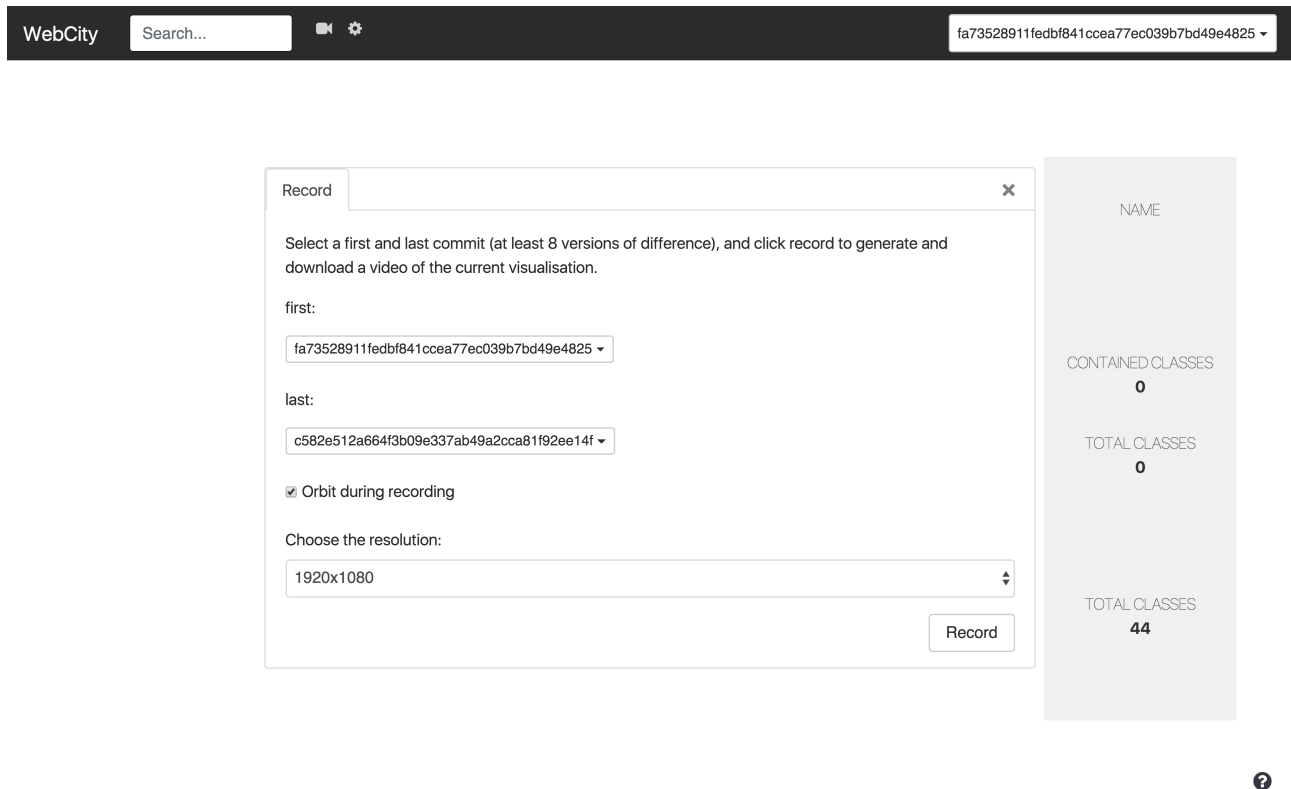 WebCity
Search...
fa73528911fedbf841ccea77ec039b7bd49e4825
Record
Select a first and last commit (at least 8 versions of difference), and click record to generate and
download a video of the current visualisation.
first:
fa73528911fedbf841ccea77ec039b7bd49e4825
last:
c582e512a664f3b09e337ab49a2cca81f92ee14f
Orbit during recording
Choose the resolution:
1920x1080
Record
NAME
CONTAINED CLASSES
0
TOTAL CLASSES
0
TOTAL CLASSES
44